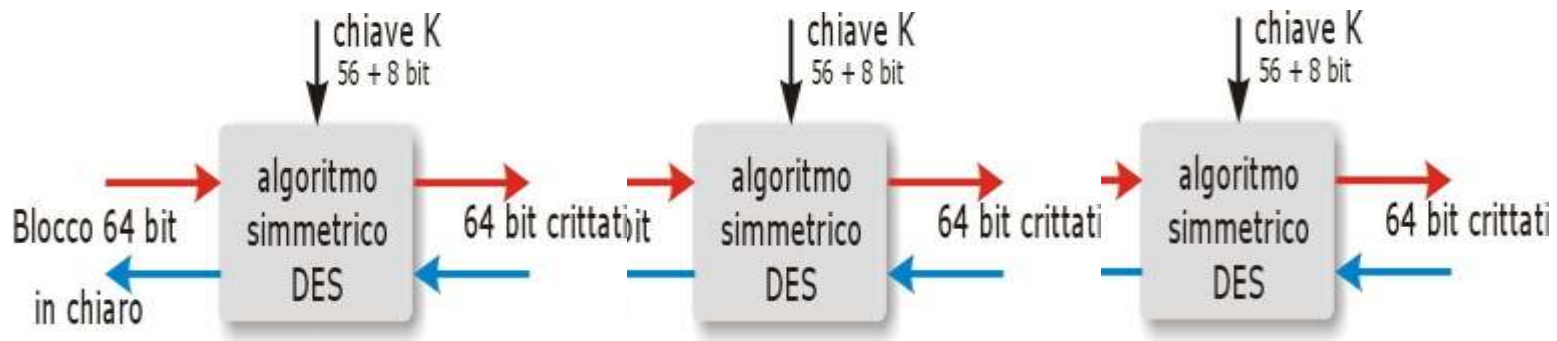 chiave K
56 + 8 bit
algoritmo
simmetrico
DES
Blocco 64 bit
in chiaro
64 bit crittati
chiave K
56 + 8 bit
bit
algoritmo
simmetrico
DES
64 bit crittati
chiave K
56 + 8 bit
algoritmo
simmetrico
DES
64 bit crittati